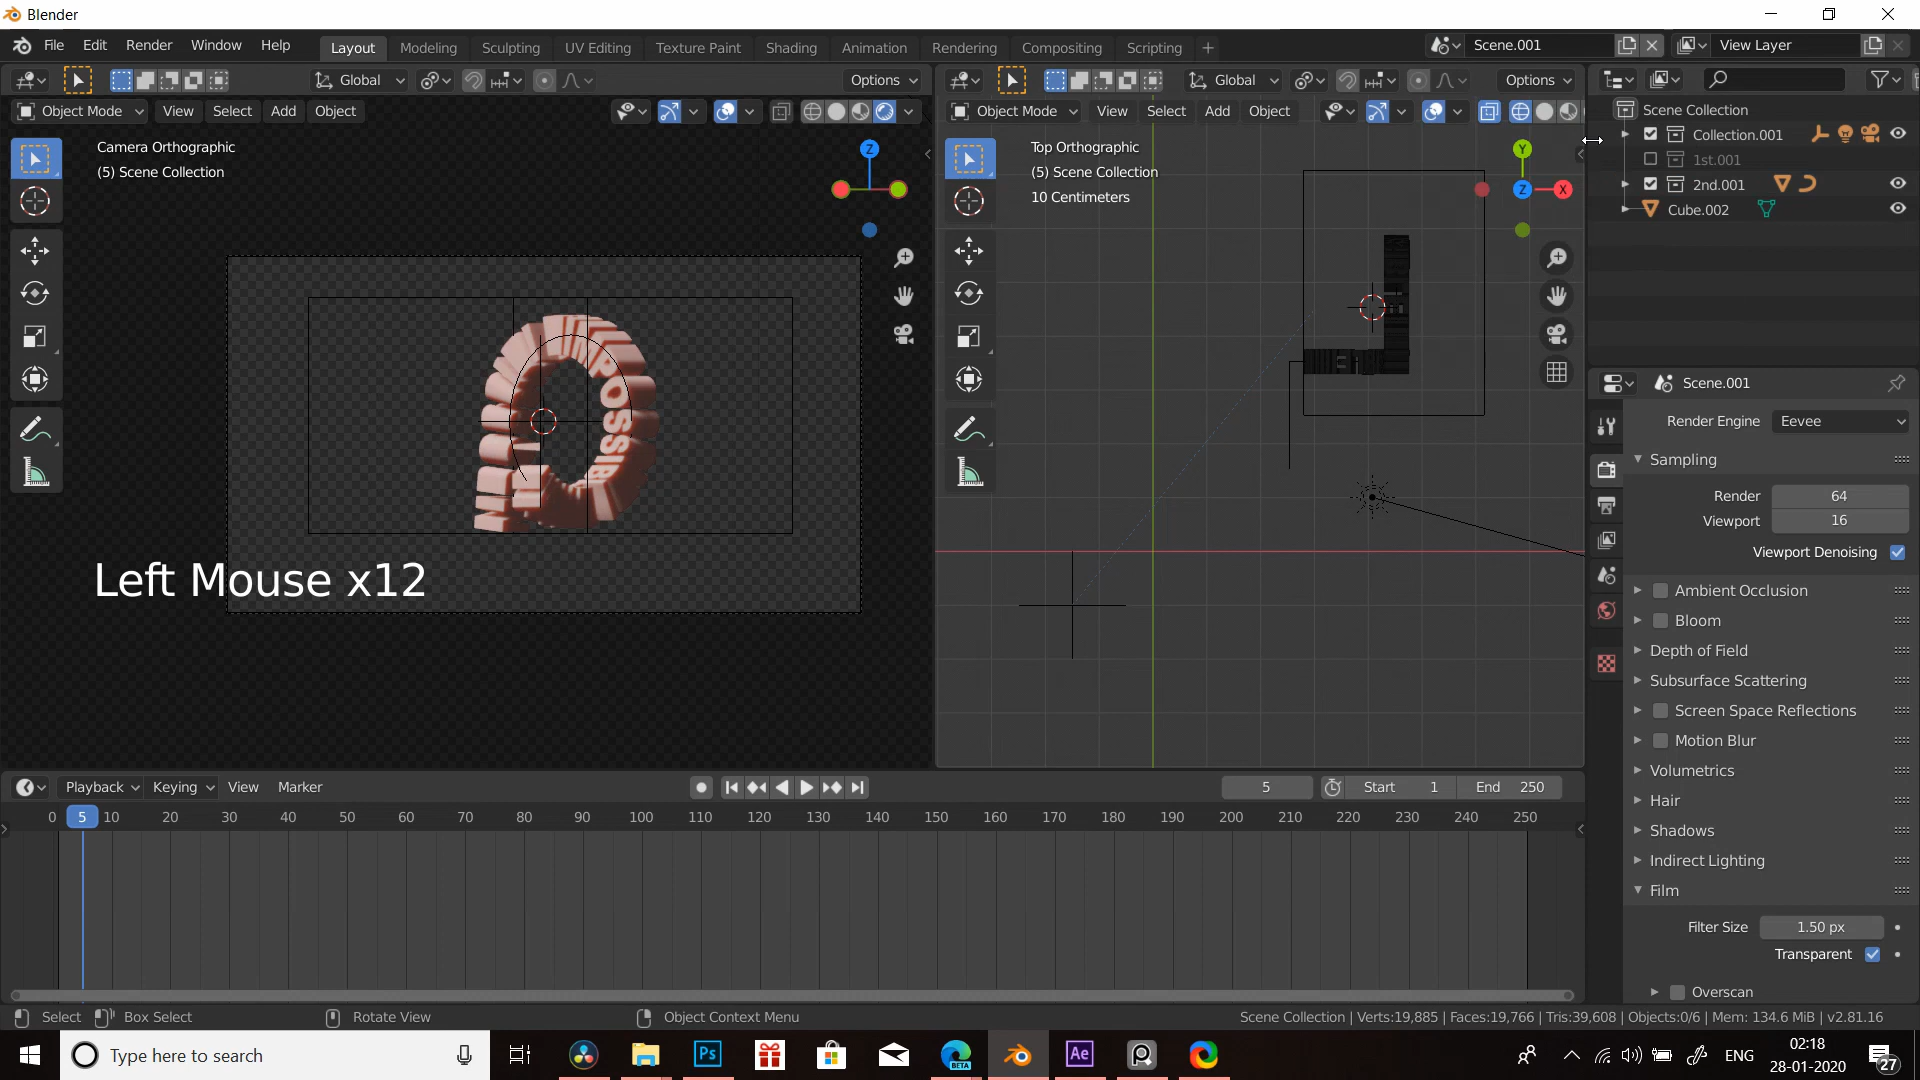 Blender
File Edit Render Window Help Layout Modeling Sculpting UV Editing Texture Paint Shading Animation Rendering Compositing Scripting + Scene.001 View Layer
Global Options Global Options
Object Mode View Select Add Object Object Mode View Select Add Object
Scene Collection
Collection.001
1st.001
2nd.001
Cube.002
Camera Orthographic
(5) Scene Collection
Z
Top Orthographic
(5) Scene Collection
10 Centimeters
Y
Z
X
POSSIB
Left Mouse x12
Scene.001
Render Engine Eevee
Sampling
Render 64
Viewport 16
Viewport Denoising
Ambient Occlusion
Bloom
Depth of Field
Subsurface Scattering
Screen Space Reflections
Motion Blur
Volumetrics
Hair
Shadows
Indirect Lighting
Film
Filter Size 1.50 px
Transparent
Overscan
Playback Keying View Marker 5 Start 1 End 250
0 5 10 20 30 40 50 60 70 80 90 100 110 120 130 140 150 160 170 180 190 200 210 220 230 240 250
Select Box Select Rotate View Object Context Menu Scene Collection | Verts:19,885 | Faces:19,766 | Tris:39,608 | Objects:0/6 | Mem: 134.6 MiB | v2.81.16
Type here to search Ps BETA Ae ENG 02:18
28-01-2020 27